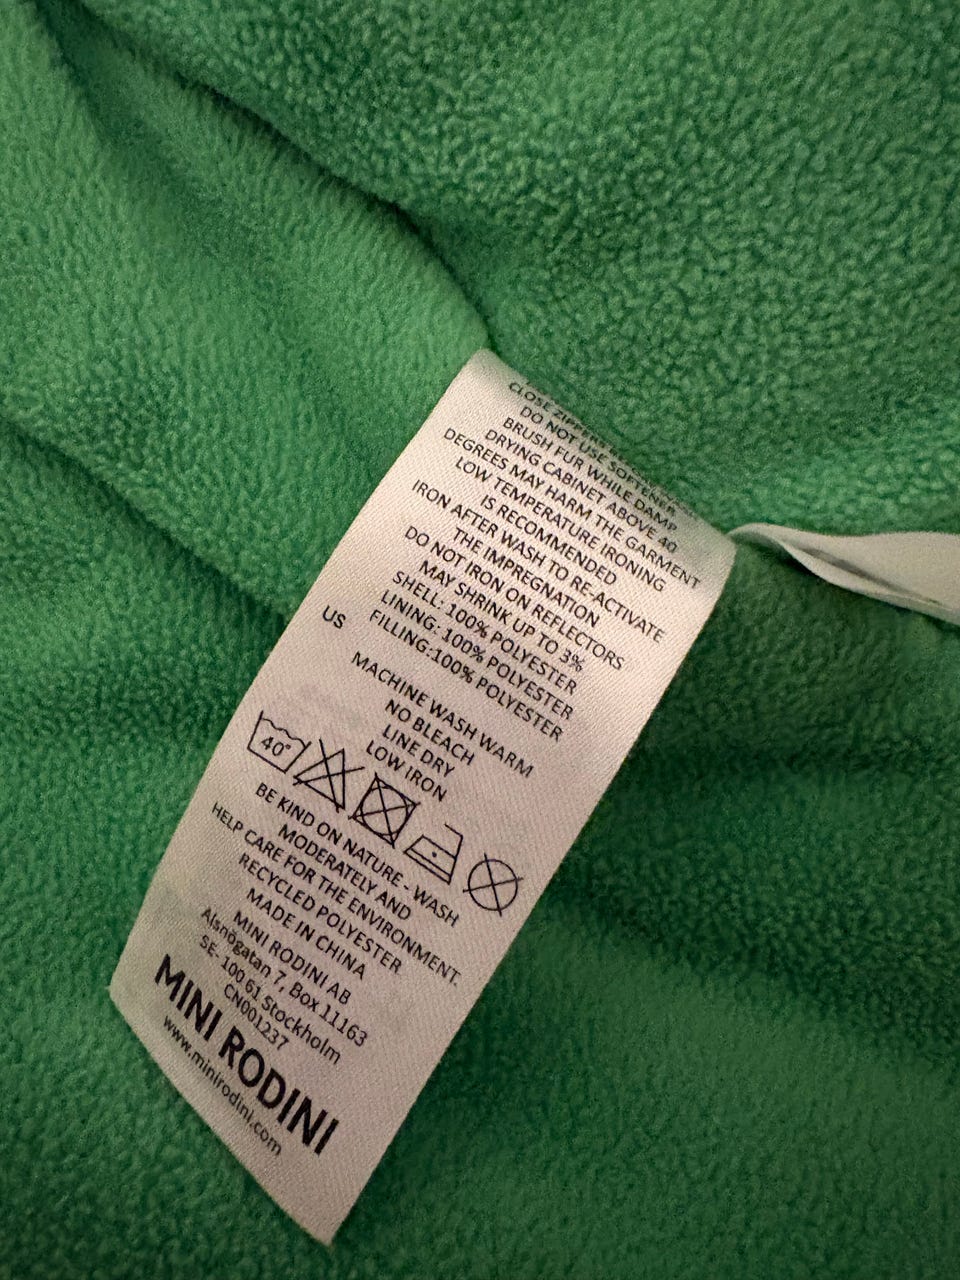 CLOSE ZIPPERS
DO NOT USE SOFTENER
BRUSH FUR WHILE DAMP
DRYING CABINET ABOVE 40
DEGREES MAY HARM THE GARMENT
LOW TEMPERATURE IRONING
IS RECOMMENDED
IRON AFTER WASH TO RE-ACTIVATE
THE IMPREGNATION
DO NOT IRON ON REFLECTORS
MAY SHRINK UP TO 3%
SHELL: 100% POLYESTER
LINING: 100% POLYESTER
FILLING:100% POLYESTER
US
MACHINE WASH WARM
NO BLEACH
LINE DRY
LOW IRON
40°
BE KIND ON NATURE - WASH
MODERATELY AND
HELP CARE FOR THE ENVIRONMENT.
RECYCLED POLYESTER
MADE IN CHINA
MINI RODINI AB
Alsnögatan 7, Box 11163
SE- 100 61 Stockholm
CN001237
MINI RODINI
www.minirodini.com